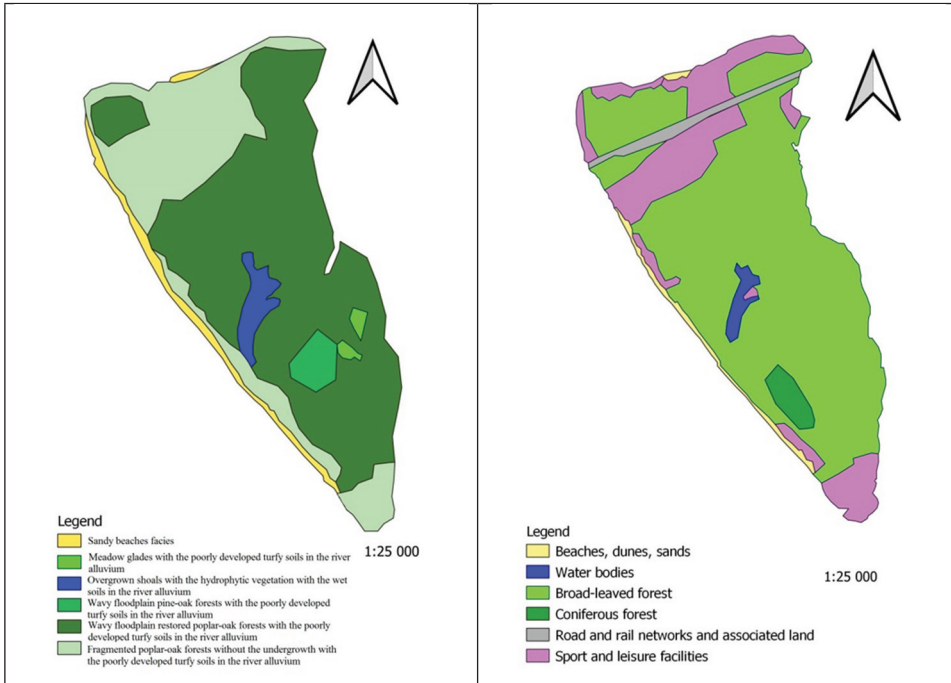 Legend
Sandy beaches facies
Meadow glades with the poorly developed turfy soils in the river
alluvium
Overgrown shoals with the hydrophytic vegetation with the wet
soils in the river alluvium
Wavy floodplain pine-oak forests with the poorly developed
turfy soils in the river alluvium
Wavy floodplain restored poplar-oak forests with the poorly
developed turfy soils in the river alluvium
Fragmented poplar-oak forests without the undergrowth with
the poorly developed turfy soils in the river alluvium
1:25 000
Legend
Beaches, dunes, sands
Water bodies
Broad-leaved forest
Coniferous forest
Road and rail networks and associated land
Sport and leisure facilities
1:25 000